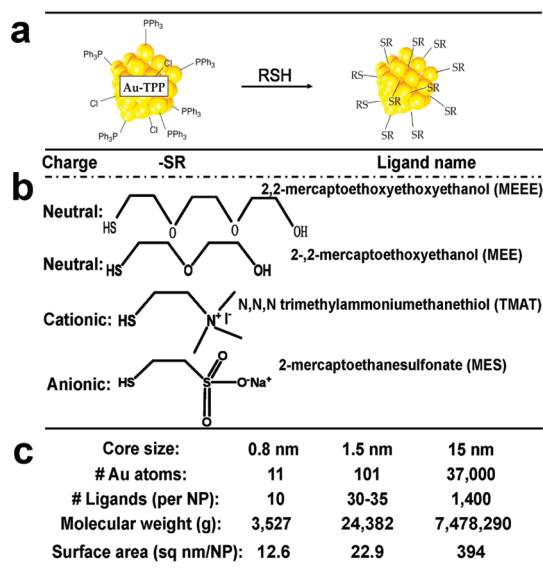 a
PPh3
PPh3
Ph3P
Cl
PPh3
Au-TPP
Cl
PPh3
Ph3P
Cl
PPh3
RSH
SR
SR
SR
SR
RS
SR
RS
SR
SR
SR
SR
SR
Charge -SR Ligand name
b
2,2-mercaptoethoxyethoxyethanol (MEEE)
Neutral: HS O O OH
2-,2-mercaptoethoxyethanol (MEE)
Neutral: HS O OH
N,N,N trimethylammoniumethanethiol (TMAT)
Cationic: HS N+ I-
2-mercaptoethanesulfonate (MES)
O
Anionic: HS S O-Na+
O
c
Core size: 0.8 nm 1.5 nm 15 nm
# Au atoms: 11 101 37,000
# Ligands (per NP): 10 30-35 1,400
Molecular weight (g): 3,527 24,382 7,478,290
Surface area (sq nm/NP): 12.6 22.9 394